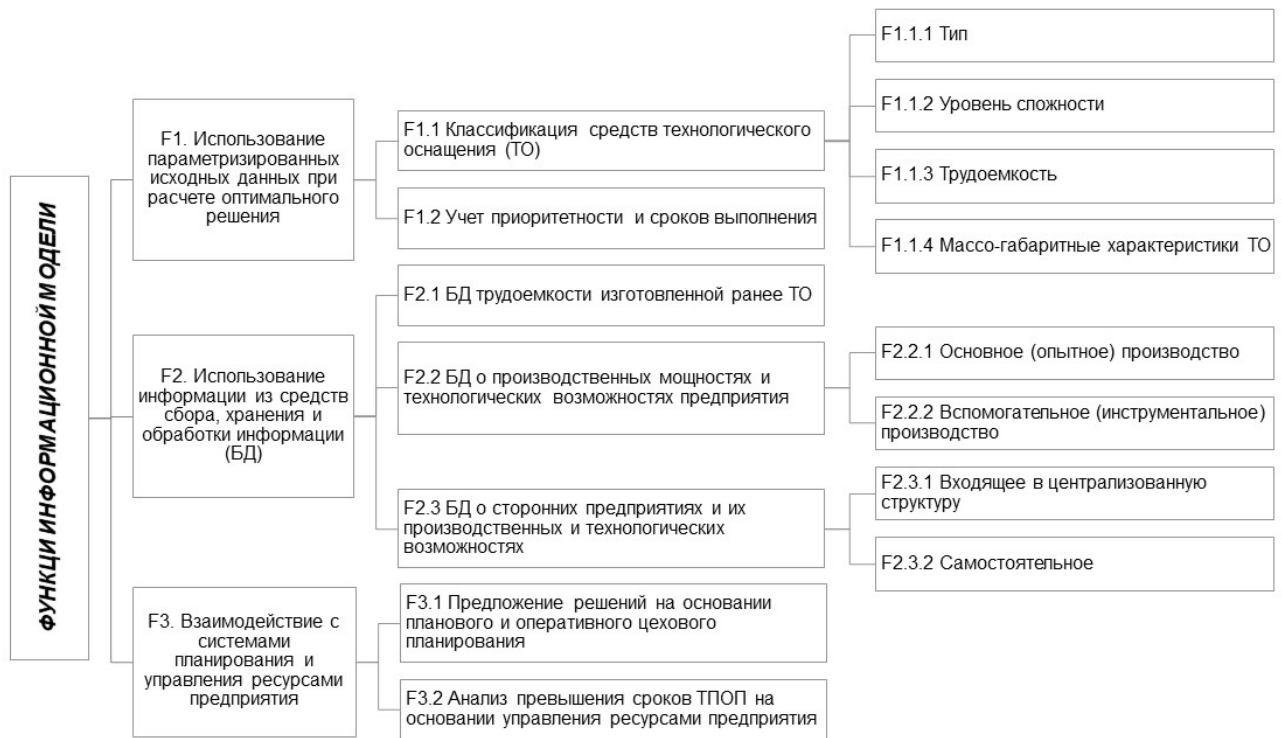 ФУНКЦИ ИНФОРМАЦИОННОЙ МОДЕЛИ
F1. Использование
параметризированных
исходных данных при
расчете оптимального
решения
F1.1 Классификация средств технологического
оснащения (ТО)
F1.1.1 Тип
F1.1.2 Уровень сложности
F1.1.3 Трудоемкость
F1.1.4 Массо-габаритные характеристики ТО
F1.2 Учет приоритетности и сроков выполнения
F2. Использование
информации из средств
сбора, хранения и
обработки информации
(БД)
F2.1 БД трудоемкости изготовленной ранее ТО
F2.2 БД о производственных мощностях и
технологических возможностях предприятия
F2.2.1 Основное (опытное) производство
F2.2.2 Вспомогательное (инструментальное)
производство
F2.3 БД о сторонних предприятиях и их
производственных и технологических
возможностях
F2.3.1 Входящее в централизованную
структуру
F2.3.2 Самостоятельное
F3. Взаимодействие с
системами
планирования и
управления ресурсами
предприятия
F3.1 Предложение решений на основании
планового и оперативного цехового
планирования
F3.2 Анализ превышения сроков ТПОП на
основании управления ресурсами предприятия